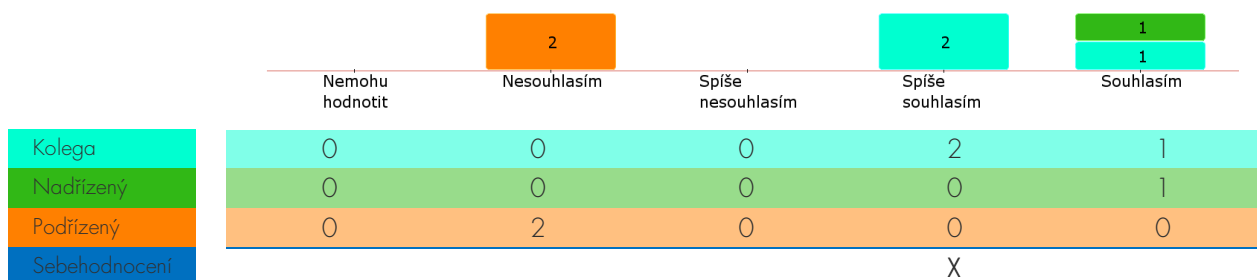 2 2 1
1
Nemohu hodnotit Nesouhlasím Spíše nesouhlasím Spíše souhlasím Souhlasím
Kolega 0 0 0 2 1
Nadřízený 0 0 0 0 1
Podřízený 0 2 0 0 0
Sebehodnocení X